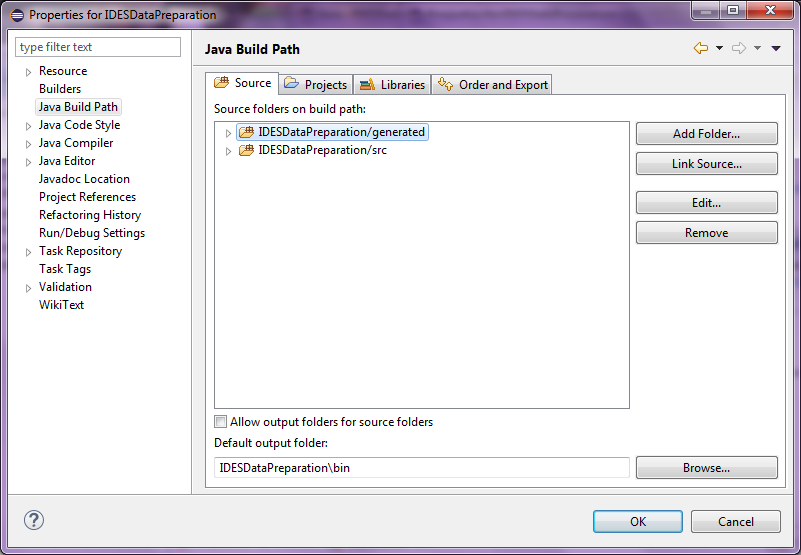 Properties for IDESDataPreparation
type filter text
Resource
Builders
Java Build Path
Java Code Style
Java Compiler
Java Editor
Javadoc Location
Project References
Refactoring History
Run/Debug Settings
Task Repository
Task Tags
Validation
WikiText
Java Build Path
Source Projects Libraries Order and Export
Source folders on build path:
IDESDataPreparation/generated
IDESDataPreparation/src
Add Folder...
Link Source...
Edit...
Remove
Allow output folders for source folders
Default output folder:
IDESDataPreparation\bin
Browse...
OK Cancel